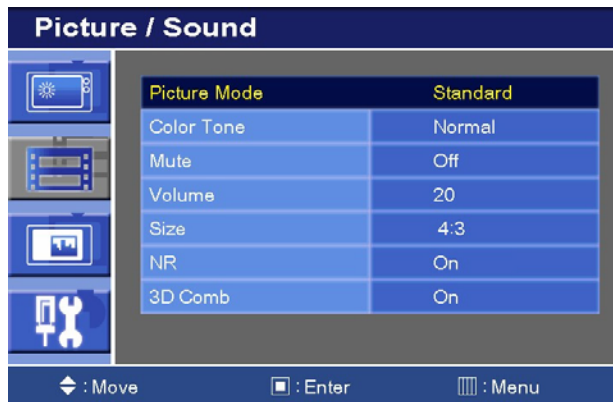 Picture / Sound
Picture Mode Standard
Color Tone Normal
Mute Off
Volume 20
Size 4:3
NR On
3D Comb On
: Move : Enter : Menu